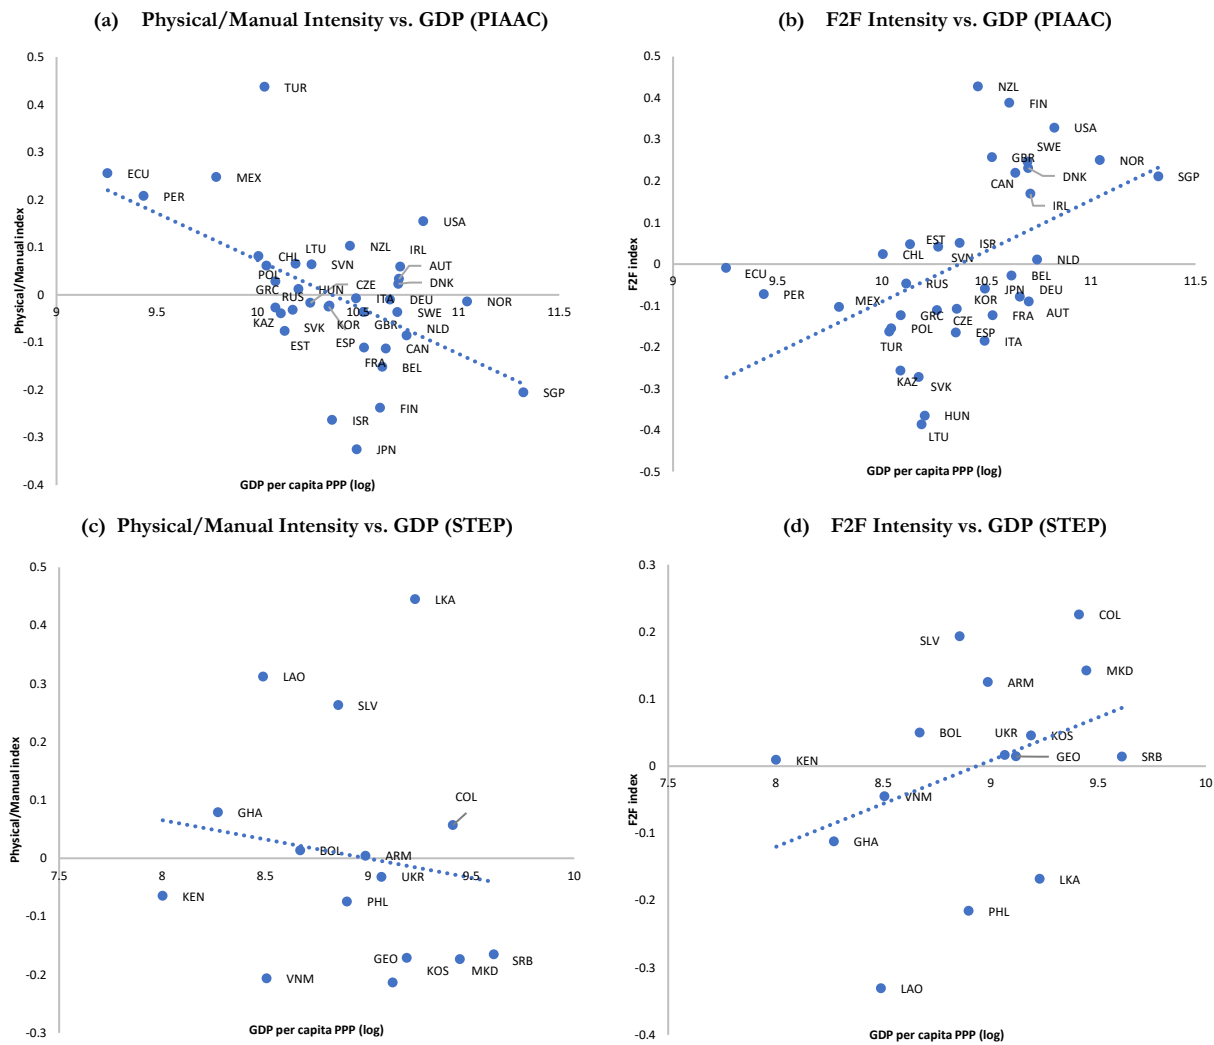 (a) Physical/Manual Intensity vs. GDP (PIAAC)
Physical/Manual index
0.5
0.4
0.3
0.2
0.1
0
-0.1
-0.2
-0.3
-0.4
9
9.5
10
10.5
11
11.5
TUR
ECU
MEX
PER
USA
LTU
NZL
IRL
CHL
SVN
AUT
POL
DNK
GRC
HUN
CZE
RUS
ITA
DEU
NOR
KAZ
SVK
KOR
GBR
SWE
EST
ESP
NLD
FRA
CAN
BEL
SGP
FIN
ISR
JPN
GDP per capita PPP (log)
(b) F2F Intensity vs. GDP (PIAAC)
F2F index
0.5
0.4
0.3
0.2
0.1
0
-0.1
-0.2
-0.3
-0.4
-0.5
9
9.5
10
10.5
11
11.5
NZL
FIN
USA
SWE
GBR
NOR
DNK
SGP
CAN
IRL
EST
ISR
CHL
SVN
NLD
ECU
BEL
RUS
PER
JPN
DEU
MEX
KOR
GRC
CZE
FRA
AUT
POL
ESP
TUR
ITA
KAZ
SVK
HUN
LTU
GDP per capita PPP (log)
(c) Physical/Manual Intensity vs. GDP (STEP)
Physical/Manual index
0.5
0.4
0.3
0.2
0.1
0
-0.1
-0.2
-0.3
7.5
8
8.5
9
9.5
10
LKA
LAO
SLV
COL
GHA
BOL
ARM
UKR
KEN
PHL
GEO
KOS
MKD
SRB
VNM
GDP per capita PPP (log)
(d) F2F Intensity vs. GDP (STEP)
F2F index
0.3
0.2
0.1
0
-0.1
-0.2
-0.3
-0.4
7.5
8
8.5
9
9.5
10
COL
SLV
MKD
ARM
BOL
UKR
KOS
KEN
GEO
SRB
VNM
GHA
LKA
PHL
LAO
GDP per capita PPP (log)